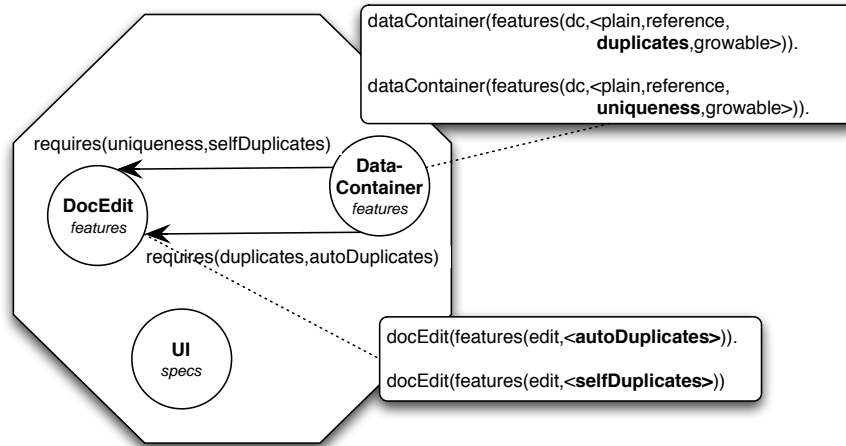 dataContainer(features(dc,<plain,reference,
duplicates,growable>)).
dataContainer(features(dc,<plain,reference,
uniqueness,growable>)).
requires(uniqueness,selfDuplicates)
Data-
Container
features
DocEdit
features
requires(duplicates,autoDuplicates)
UI
specs
docEdit(features(edit,<autoDuplicates>)).
docEdit(features(edit,<selfDuplicates>))